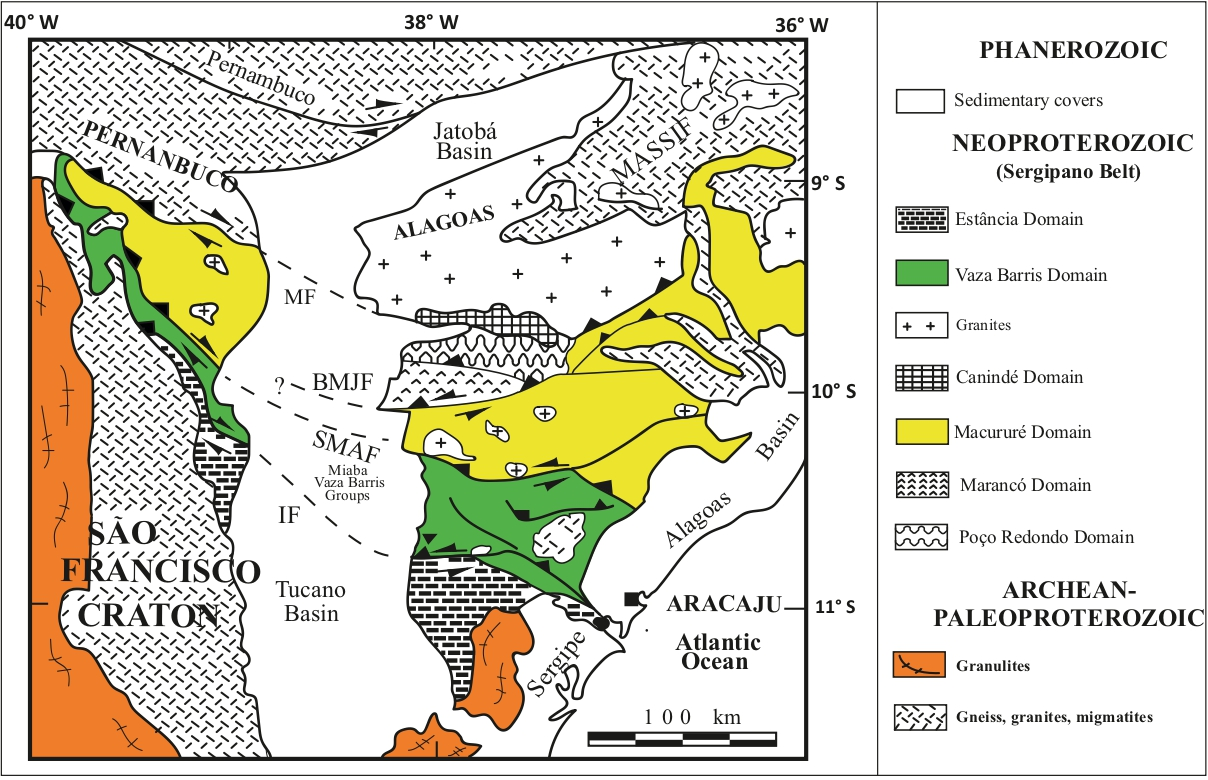 40° W
38° W
36° W
Pernambuco
PERNANBUCO
Jatobá
Basin
MASSIF
ALAGOAS
9° S
MF
BMJF
?
10° S
SMAF
Miaba
Vaza Barris
Groups
IF
Basin
Alagoas
SÃO
FRANCISCO
CRATON
Tucano
Basin
ARACAJU
11° S
Atlantic
Ocean
Sergipe
100 km
PHANEROZOIC
Sedimentary covers
NEOPROTEROZOIC
(Sergipano Belt)
Estância Domain
Vaza Barris Domain
Granites
Canindé Domain
Macururé Domain
Marancó Domain
Poço Redondo Domain
ARCHEAN-
PALEOPROTEROZOIC
Granulites
Gneiss, granites, migmatites